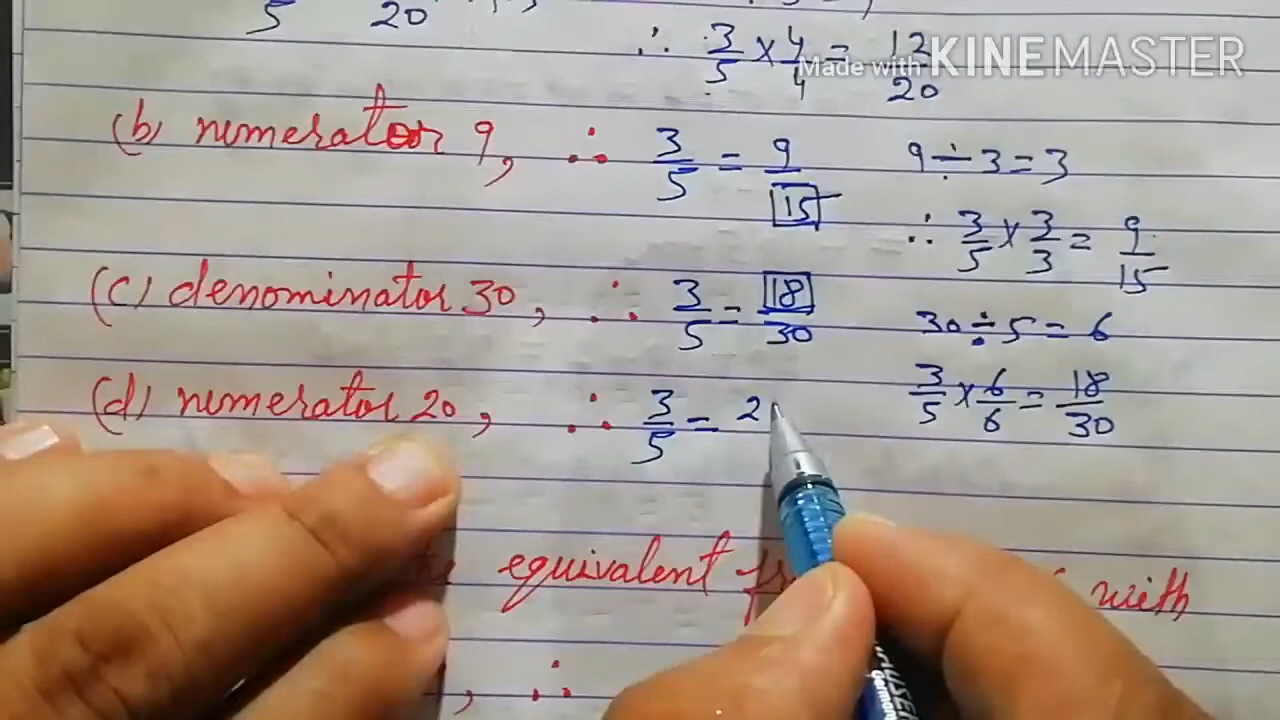 5 20
∴ 3/5 × 4/4 = 12/20
Made with KINEMASTER
(b) numerator 9, ∴ 3/5 = 9/15 9 ÷ 3 = 3
∴ 3/5 × 3/3 = 9/15
(c) denominator 30, ∴ 3/5 = 18/30 30 ÷ 5 = 6
3/5 × 6/6 = 18/30
(d) numerator 20, ∴ 3/5 = 2
equivalent with
, ∴